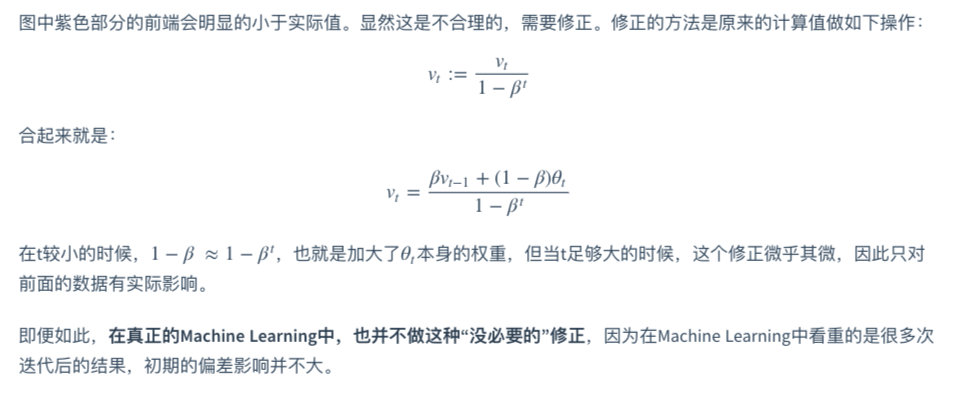 图中紫色部分的前端会明显的小于实际值。显然这是不合理的，需要修正。修正的方法是原来的计算值做如下操作：
v_t := \frac{v_t}{1 − β^t}
合起来就是：
v_t = \frac{βv_{t−1} + (1 − β)θ_t}{1 − β^t}
在t较小的时候，1 − β ≈ 1 − β^t，也就是加大了θ_t本身的权重，但当t足够大的时候，这个修正微乎其微，因此只对
前面的数据有实际影响。
即便如此，在真正的Machine Learning中，也并不做这种“没必要的”修正，因为在Machine Learning中看重的是很多次
迭代后的结果，初期的偏差影响并不大。